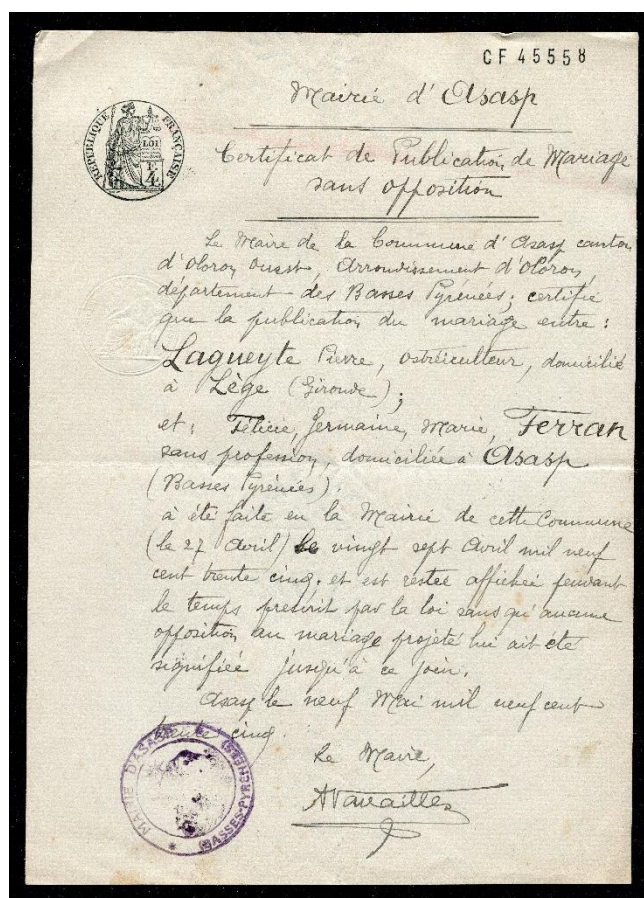 CF 45558
Mairie d'Asasp
REPUBLIQUE FRANÇAISE
LOI
F.
4
Certificat de Publication de Mariage
sans opposition
Le Maire de la Commune d'Asasp canton
d'Oloron Ouest, Arrondissement d'Oloron,
département des Basses Pyrénées, certifie
que la publication du mariage entre :
Laqueyte Pierre, ostréiculteur, domicilié
à Lège (Gironde) ;
et, Félicie, Germaine, Marie, Ferran
sans profession, domiciliée à Asasp
(Basses Pyrénées).
à été faite en la Mairie de cette Commune
(le 27 Avril) le vingt sept Avril mil neuf
cent trente cinq. et est restée affichée pendant
le temps prescrit par la loi sans qu'aucune
opposition au mariage projeté lui ait été
signifiée jusqu'à ce jour.
Asasp le neuf Mai mil neuf cent
trente cinq.
Le Maire,
MAIRIE D'ASASP
(BASSES-PYRÉNÉES)